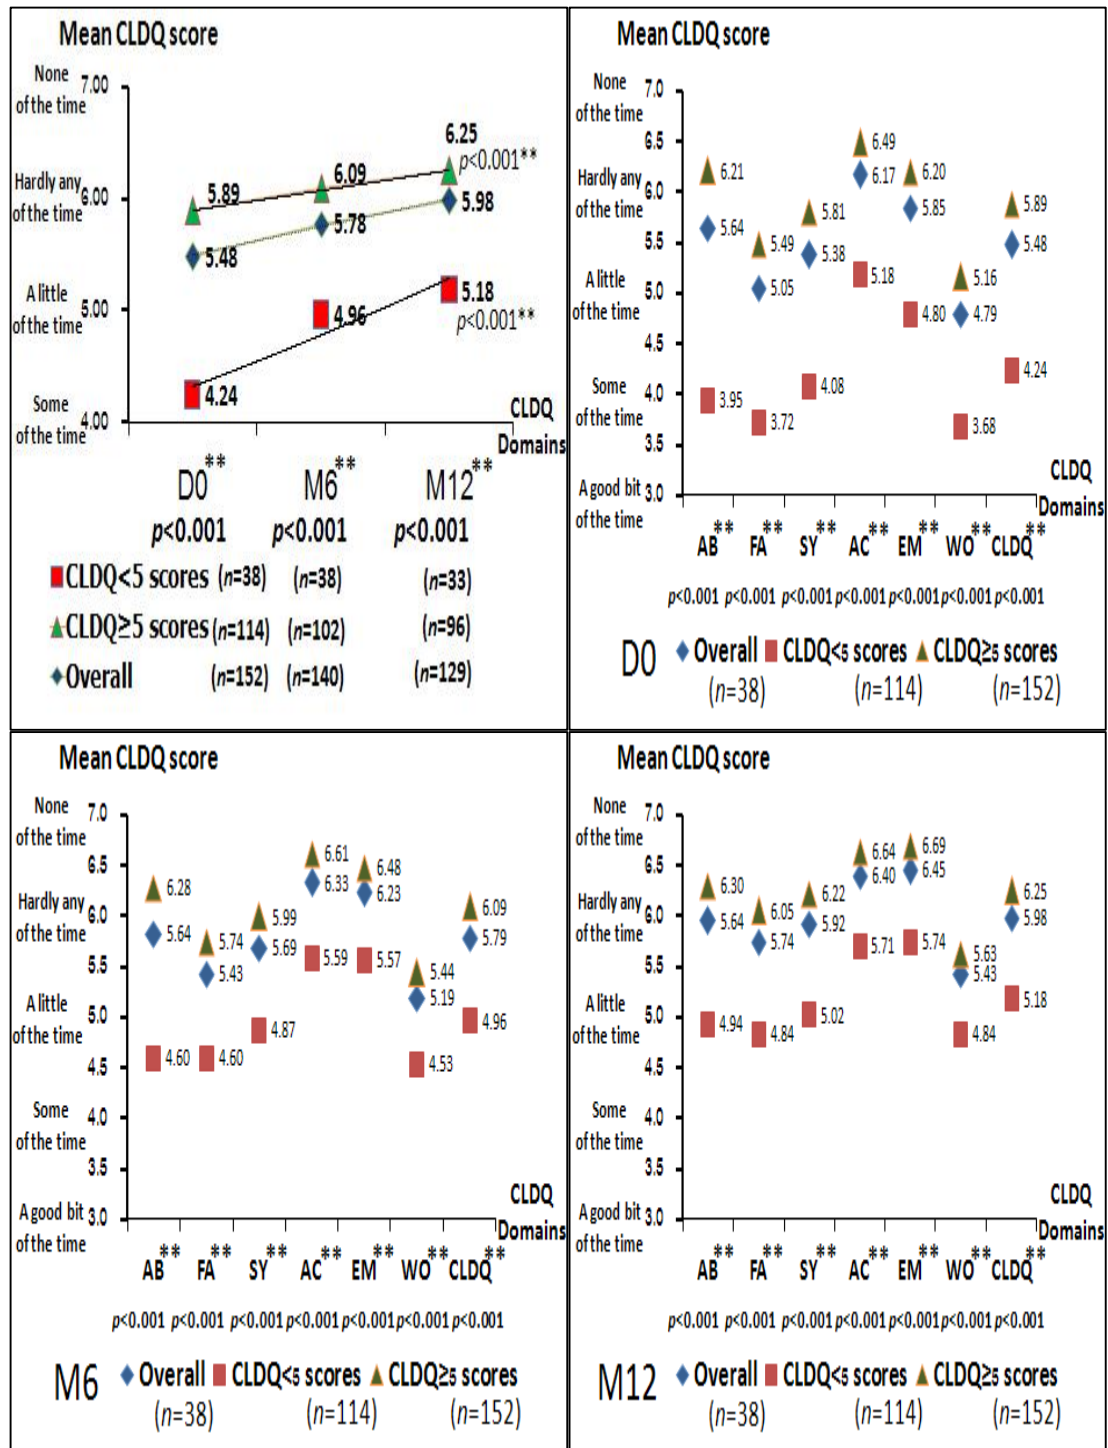 Mean CLDQ score
None
of the time
7.00
Hardly any
of the time
6.00
A little
of the time
5.00
Some
of the time
4.00
5.89
6.09
6.25
p<0.001**
5.48
5.78
5.98
4.24
4.96
5.18
p<0.001**
CLDQ
Domains
D0** M6** M12**
p<0.001 p<0.001 p<0.001
CLDQ<5 scores (n=38) (n=38) (n=33)
CLDQ≥5 scores (n=114) (n=102) (n=96)
Overall (n=152) (n=140) (n=129)
Mean CLDQ score
None
of the time
7.0
6.5
Hardly any
of the time
6.0
5.5
A little
of the time
5.0
4.5
Some
of the time
4.0
3.5
A good bit
of the time
3.0
6.21 5.49 5.81 6.49 6.20 5.16 5.89
5.64 5.05 5.38 6.17 5.85 4.79 5.48
3.95 3.72 4.08 5.18 4.80 3.68 4.24
CLDQ
Domains
AB** FA** SY** AC** EM** WO** CLDQ**
p<0.001 p<0.001 p<0.001 p<0.001 p<0.001 p<0.001 p<0.001
D0 Overall CLDQ<5 scores CLDQ≥5 scores
(n=38) (n=114) (n=152)
Mean CLDQ score
None
of the time
7.0
6.5
Hardly any
of the time
6.0
5.5
A little
of the time
5.0
4.5
Some
of the time
4.0
3.5
A good bit
of the time
3.0
6.28 5.74 5.99 6.61 6.48 5.44 6.09
5.64 5.43 5.69 6.33 6.23 5.19 5.79
4.60 4.60 4.87 5.59 5.57 4.53 4.96
CLDQ
Domains
AB** FA** SY** AC** EM** WO** CLDQ**
p<0.001 p<0.001 p<0.001 p<0.001 p<0.001 p<0.001 p<0.001
M6 Overall CLDQ<5 scores CLDQ≥5 scores
(n=38) (n=114) (n=152)
Mean CLDQ score
None
of the time
7.0
6.5
Hardly any
of the time
6.0
5.5
A little
of the time
5.0
4.5
Some
of the time
4.0
3.5
A good bit
of the time
3.0
6.30 6.05 6.22 6.64 6.69 5.63 6.25
5.64 5.74 5.92 6.40 6.45 5.43 5.98
4.94 4.84 5.02 5.71 5.74 4.84 5.18
CLDQ
Domains
AB** FA** SY** AC** EM** WO** CLDQ**
p<0.001 p<0.001 p<0.001 p<0.001 p<0.001 p<0.001 p<0.001
M12 Overall CLDQ<5 scores CLDQ≥5 scores
(n=38) (n=114) (n=152)